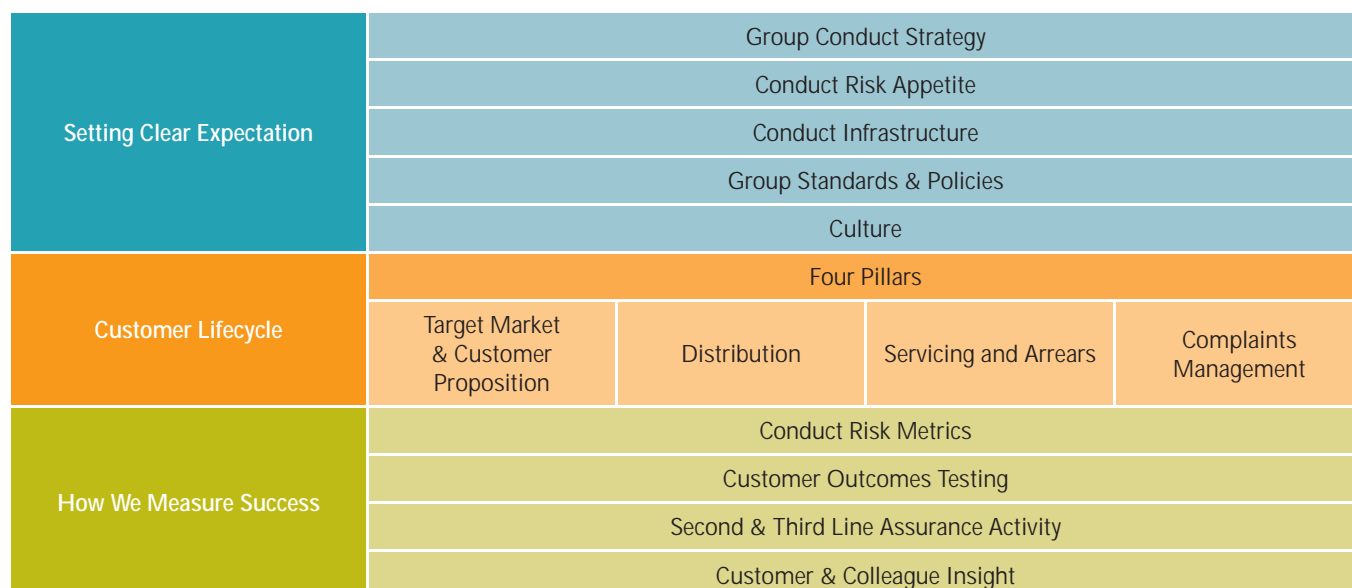 Setting Clear Expectation
Group Conduct Strategy
Conduct Risk Appetite
Conduct Infrastructure
Group Standards & Policies
Culture
Customer Lifecycle
Four Pillars
Target Market
& Customer
Proposition
Distribution
Servicing and Arrears
Complaints
Management
How We Measure Success
Conduct Risk Metrics
Customer Outcomes Testing
Second & Third Line Assurance Activity
Customer & Colleague Insight